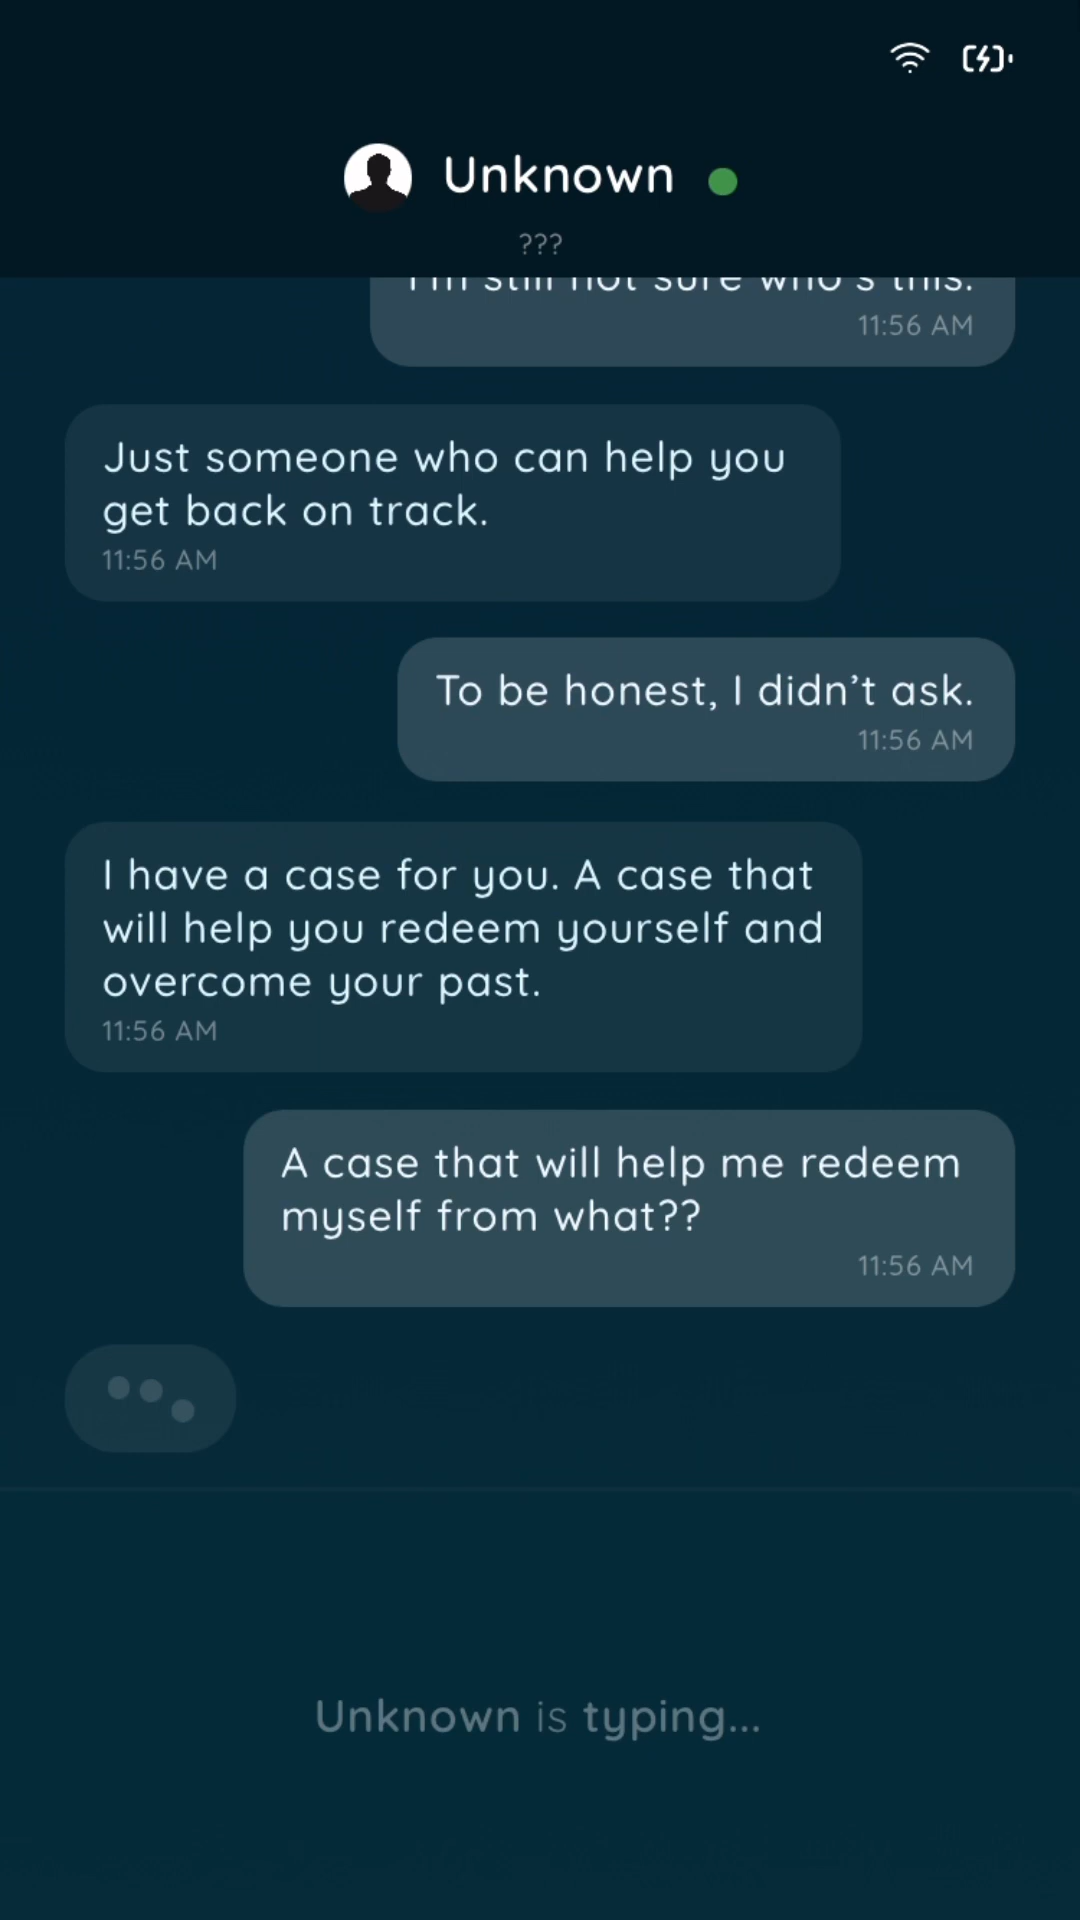 Unknown
???
I'm still not sure who's this.
11:56 AM
Just someone who can help you
get back on track.
11:56 AM
To be honest, I didn’t ask.
11:56 AM
I have a case for you. A case that
will help you redeem yourself and
overcome your past.
11:56 AM
A case that will help me redeem
myself from what??
11:56 AM
Unknown is typing...